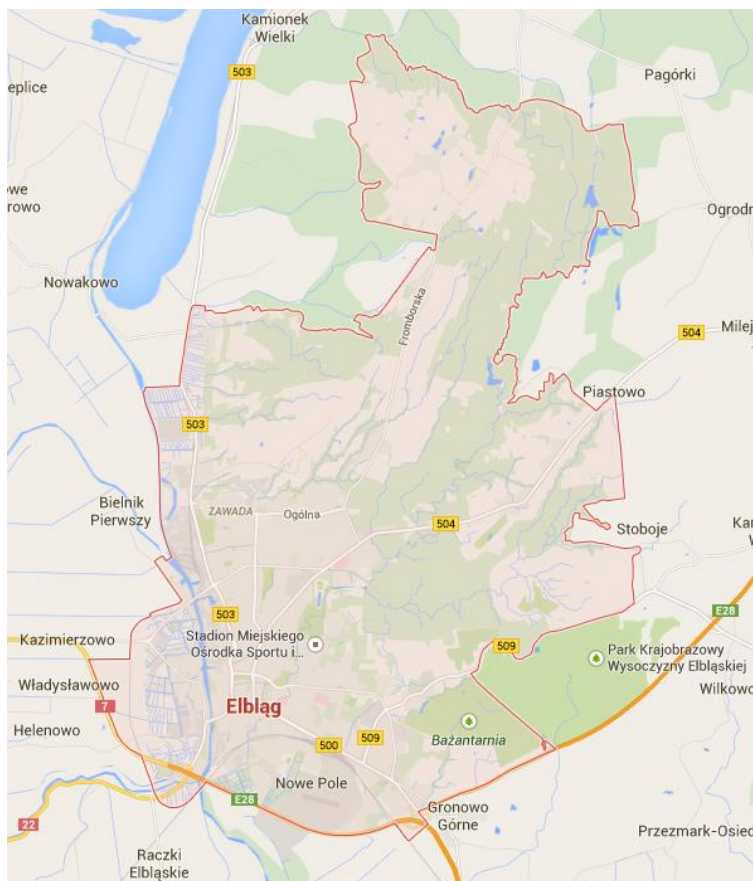 Kamionek
Wielki
503
Pagórki
eplice
owe
rowo
Ogrodn
Nowakowo
Fromborska
504
Milej
Piastowo
503
Bielnik
Pierwszy
ZAWADA
Ogólna
504
Stoboje
Kar
W
E28
503
Kazimierzowo
Stadion Miejskiego
Ośrodka Sportu i...
509
Park Krajobrazowy
Wysoczyzny Elbląskiej
Władysławowo
7
Wilkowo
Elbląg
Helenowo
500
509
Bażantarnia
Nowe Pole
E28
Gronowo
Górne
22
Przezmark-Osied
Raczki
Elbląskie